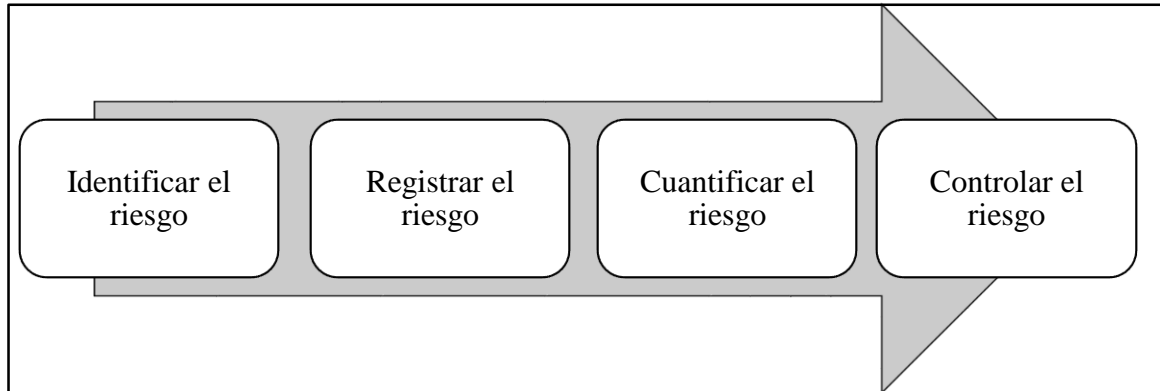 Identificar el
riesgo
Registrar el
riesgo
Cuantificar el
riesgo
Controlar el
riesgo